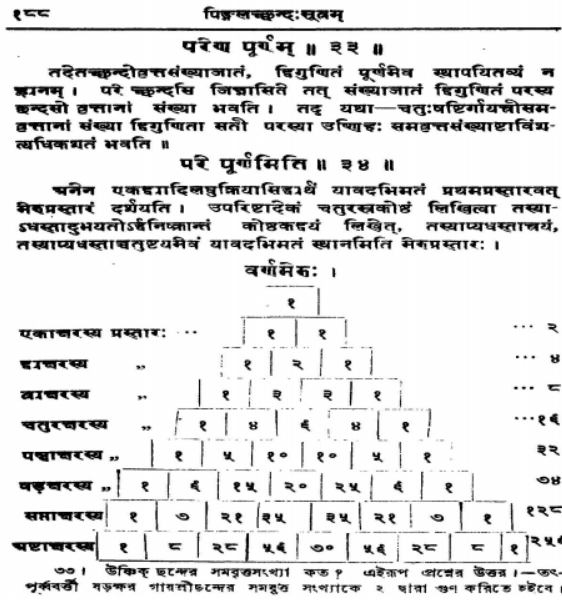 १८८ पिङ्गलच्छन्दःसूत्रम्
परेण पूर्णम् ॥ ३३ ॥
तदेतच्छन्दोवृत्तसंख्याजातं, द्विगुणितं पूर्णमेव स्थापयितव्यं न
द्व्यूनम् । परे च्छन्दसि जिज्ञासिते तत् संख्याजातं द्विगुणितं परस्य
छन्दसो वृत्तानां संख्या भवति । तद् यथा—चतुःषष्टिर्गायत्रीसम-
वृत्तानां संख्या द्विगुणिता सती परस्या उष्णिहः समवृत्तसंख्याष्टाविंश-
त्यधिकशतं भवति ॥
परे पूर्णमिति ॥ ३४ ॥
अनेन एकद्व्यादिलघुक्रियासिद्ध्यर्थं यावदभिमतं प्रथमप्रस्तारवत्
मेरुप्रस्तारं दर्शयति । उपरिष्टादेकं चतुरस्रकोष्ठं लिखित्वा तस्या-
ऽधस्तादुभयतोऽर्द्धनिष्क्रान्तं कोष्ठकद्वयं लिखेत्, तस्याप्यधस्तात्त्रयं,
तस्याप्यधस्ताच्चतुष्टयमेवं यावदभिमतं स्थानमिति मेरुप्रस्तारः ।
वर्णमेरुः ।
१
एकाक्षरस्य प्रस्तारः ... १ १ ... २
द्व्यक्षरस्य „ १ २ १ ... ४
त्र्यक्षरस्य „ १ ३ ३ १ ... ८
चतुरक्षरस्य „ १ ४ ६ ४ १ ...१६
पञ्चाक्षरस्य „ १ ५ १० १० ५ १ ३२
षड़क्षरस्य „ १ ६ १५ २० २५ ६ १ ७४
सप्ताक्षरस्य १ ७ २१ ३५ ३५ २१ ७ १ १२८
अष्टाक्षरस्य १ ८ २८ ५६ ७० ५६ २८ ८ १ २५६
৩৩। উষ্ণিক্ ছন্দের সমবৃত্তসংখ্যা কত? এইরূপ প্রশ্নের উত্তর।—তৎ-
পূর্ব্ববর্ত্তী ষড়ক্ষর গায়ত্রীছন্দের সমবৃত্ত সংখ্যাকে ২ দ্বারা গুণ করিতে হইবে।